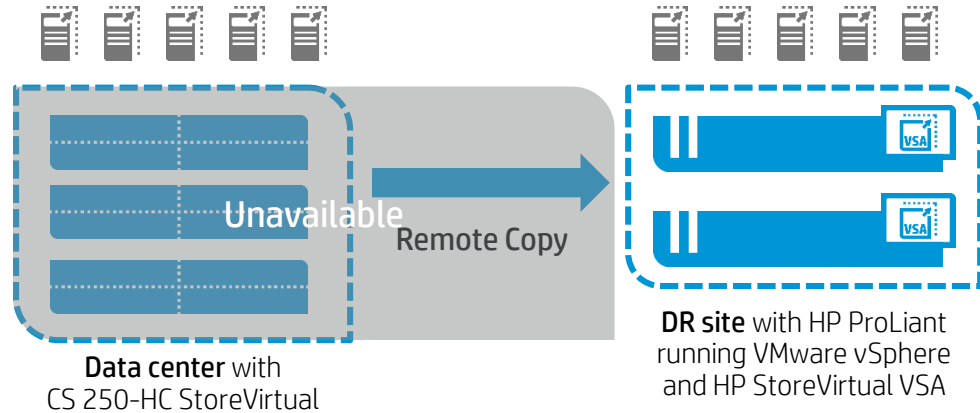 VSA
Unavailable
VSA
Remote Copy
Data center with
CS 250-HC StoreVirtual
DR site with HP ProLiant
running VMware vSphere
and HP StoreVirtual VSA